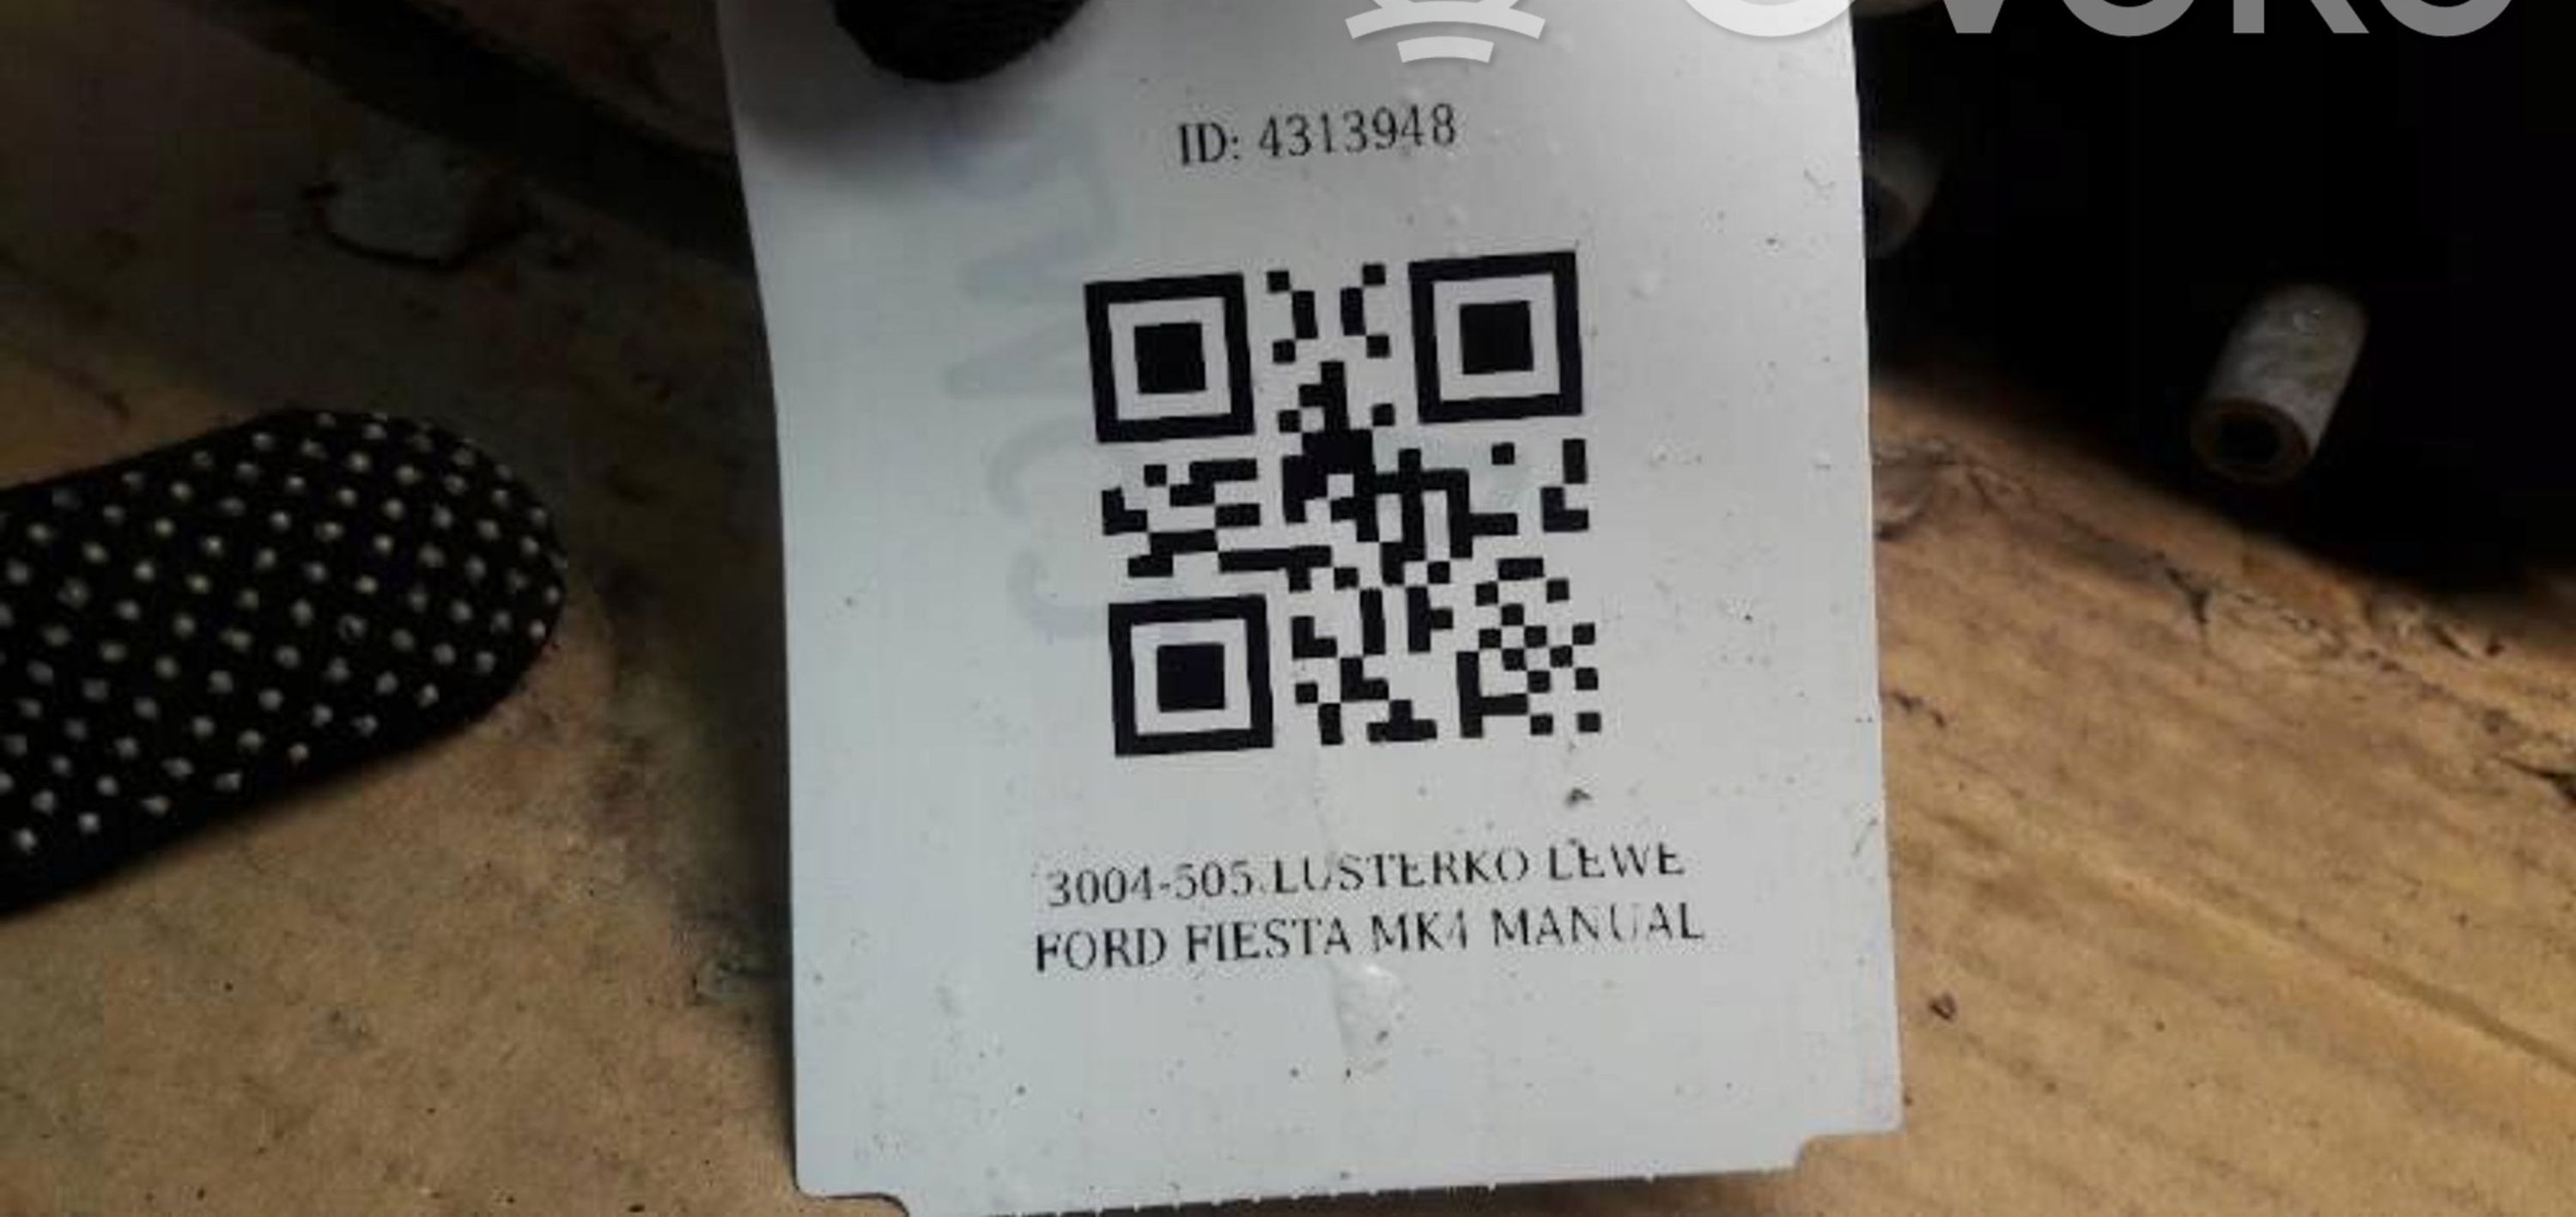 ID: 4313948
3004-505.LUSTERKO LEWE
FORD FIESTA MK4 MANUAL